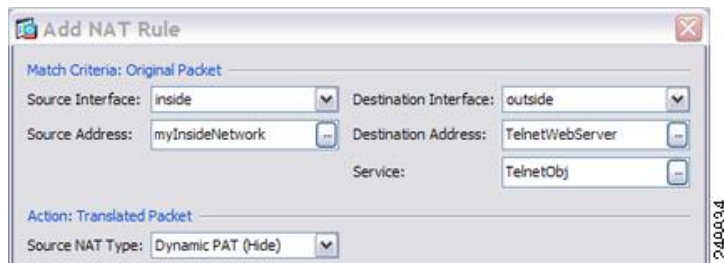 Add NAT Rule
Match Criteria: Original Packet
Source Interface: inside Destination Interface: outside
Source Address: myInsideNetwork ... Destination Address: TelnetWebServer ...
Service: TelnetObj ...
Action: Translated Packet
Source NAT Type: Dynamic PAT (Hide)
248834